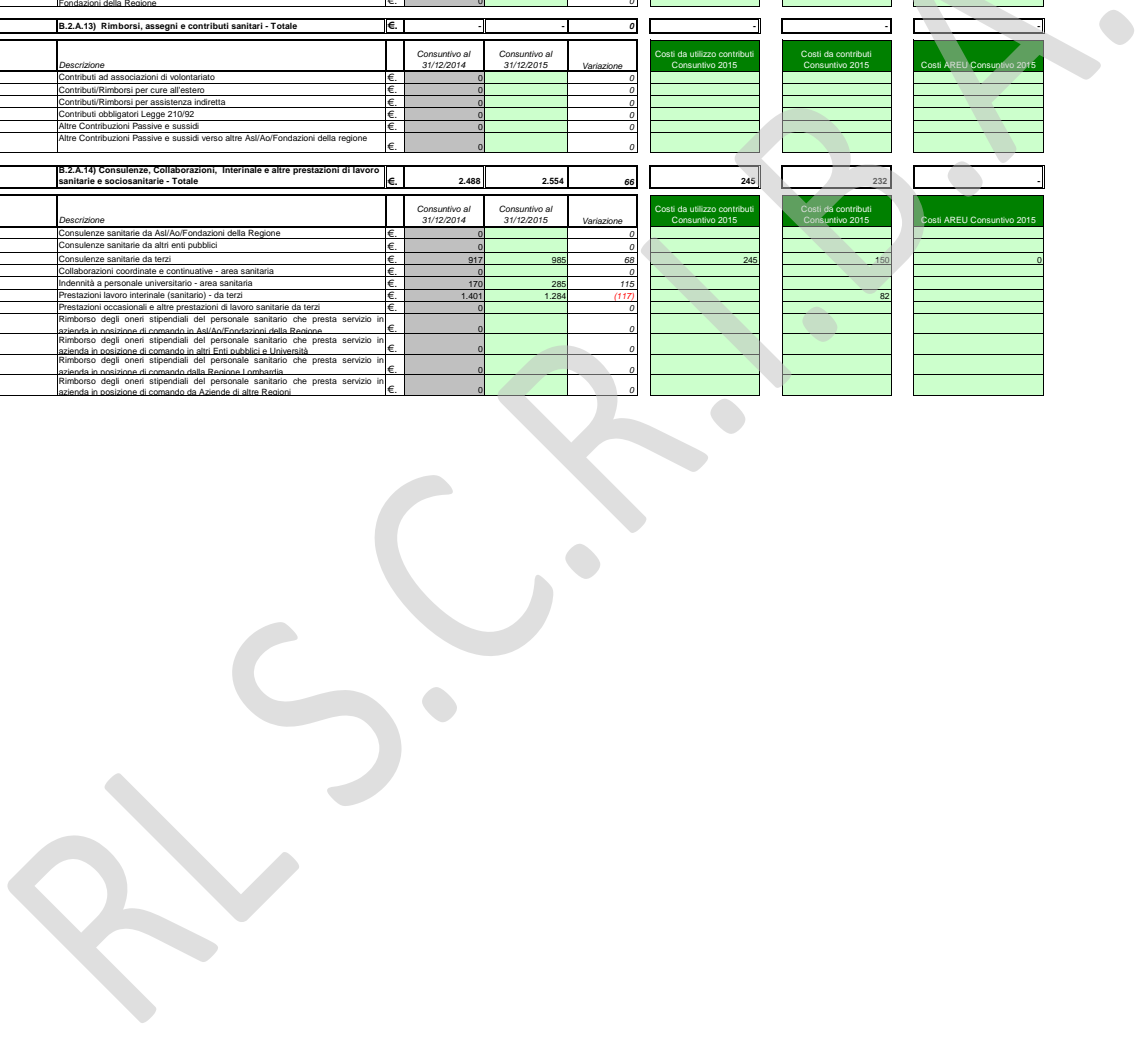 Fondazioni della Regione 0 0
B.2.A.13) Rimborsi, assegni e contributi sanitari - Totale €. - - 0 - - -
Costi da utilizzo contributi Costi da contributi
Consuntivo al Consuntivo al
Descrizione 31/12/2014 31/12/2015 Variazione Consuntivo 2015 Consuntivo 2015 Costi AREU Consuntivo 2015
Contributi ad associazioni di volontariato €. 0 0
Contributi/Rimborsi per cure all'estero €. 0 0
Contributi/Rimborsi per assistenza indiretta €. 0 0
Contributi obbligatori Legge 210/92 €. 0 0
Altre Contribuzioni Passive e sussidi €. 0 0
Altre Contribuzioni Passive e sussidi verso altre Asl/Ao/Fondazioni della regione
€. 0 0
B.2.A.14) Consulenze, Collaborazioni, Interinale e altre prestazioni di lavoro
sanitarie e sociosanitarie - Totale €. 2.488 2.554 66 245 232 -
Consuntivo al Consuntivo al Costi da utilizzo contributi Costi da contributi
Descrizione 31/12/2014 31/12/2015 Variazione Consuntivo 2015 Consuntivo 2015 Costi AREU Consuntivo 2015
Consulenze sanitarie da Asl/Ao/Fondazioni della Regione €. 0 0
Consulenze sanitarie da altri enti pubblici €. 0 0
Consulenze sanitarie da terzi €. 917 985 68 245 150 0
Collaborazioni coordinate e continuative - area sanitaria €. 0 0
Indennità a personale universitario - area sanitaria €. 170 285 115
Prestazioni lavoro interinale (sanitario) - da terzi €. 1.401 1.284 (117) 82
Prestazioni occasionali e altre prestazioni di lavoro sanitarie da terzi €. 0 0
Rimborso degli oneri stipendiali del personale sanitario che presta servizio in
azienda in posizione di comando in Asl/Ao/Fondazioni della Regione €. 0 0
Rimborso degli oneri stipendiali del personale sanitario che presta servizio in
azienda in posizione di comando in altri Enti pubblici e Università €. 0 0
Rimborso degli oneri stipendiali del personale sanitario che presta servizio in
azienda in posizione di comando dalla Regione Lombardia €. 0 0
Rimborso degli oneri stipendiali del personale sanitario che presta servizio in
azienda in posizione di comando da Aziende di altre Regioni €. 0 0
RL S.C.R.I.B.A.